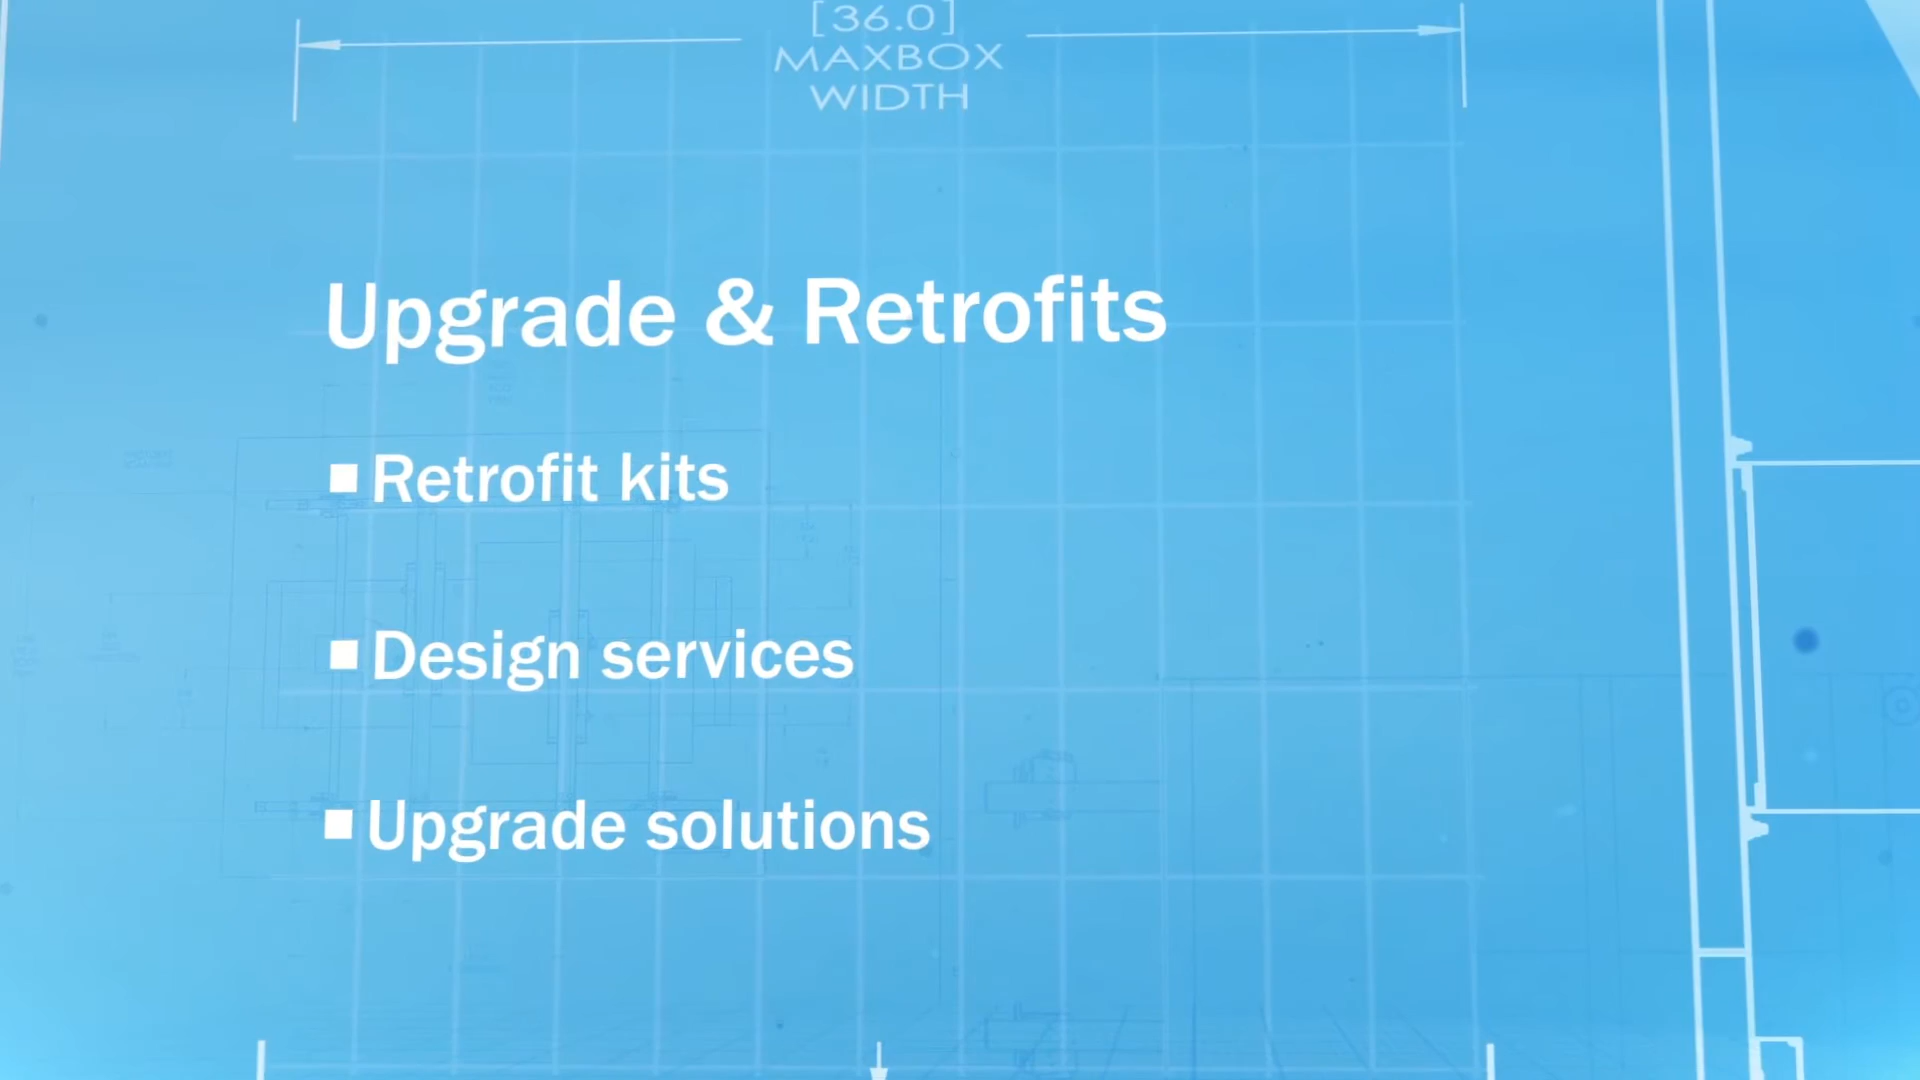 [36.0]
MAXBOX
WIDTH
Upgrade & Retrofits
Retrofit kits
Design services
Upgrade solutions